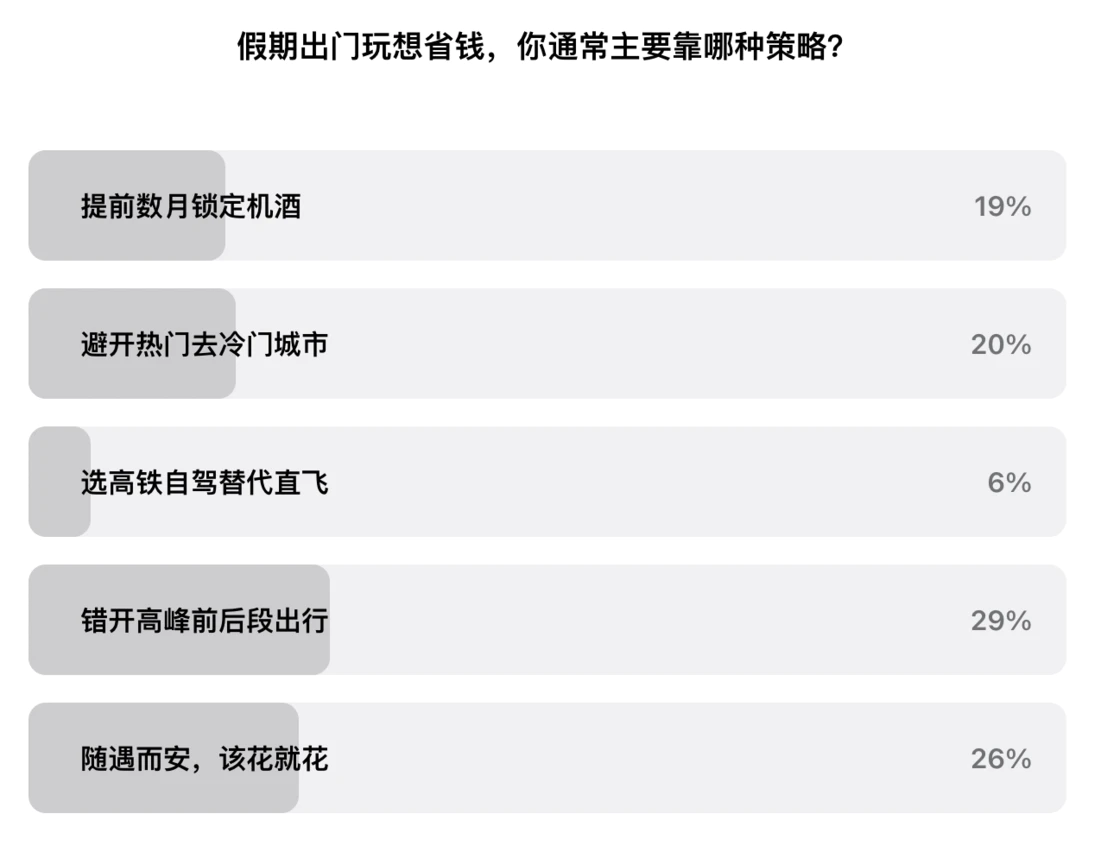 假期出门玩想省钱，你通常主要靠哪种策略？
提前数月锁定机酒 19%
避开热门去冷门城市 20%
选高铁自驾替代直飞 6%
错开高峰前后段出行 29%
随遇而安，该花就花 26%